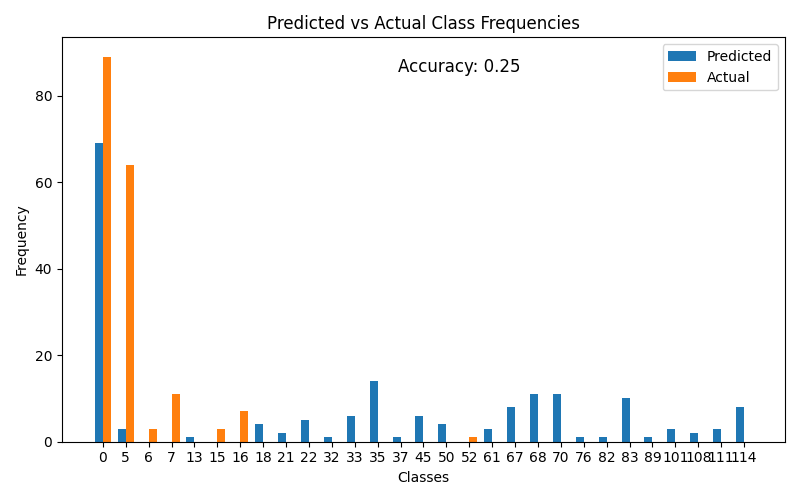 Predicted vs Actual Class Frequencies
Accuracy: 0.25
Predicted
Actual
Frequency
80
60
40
20
0
0 5 6 7 13 15 16 18 21 22 32 33 35 37 45 50 52 61 67 68 70 76 82 83 89 101 108 111 114
Classes